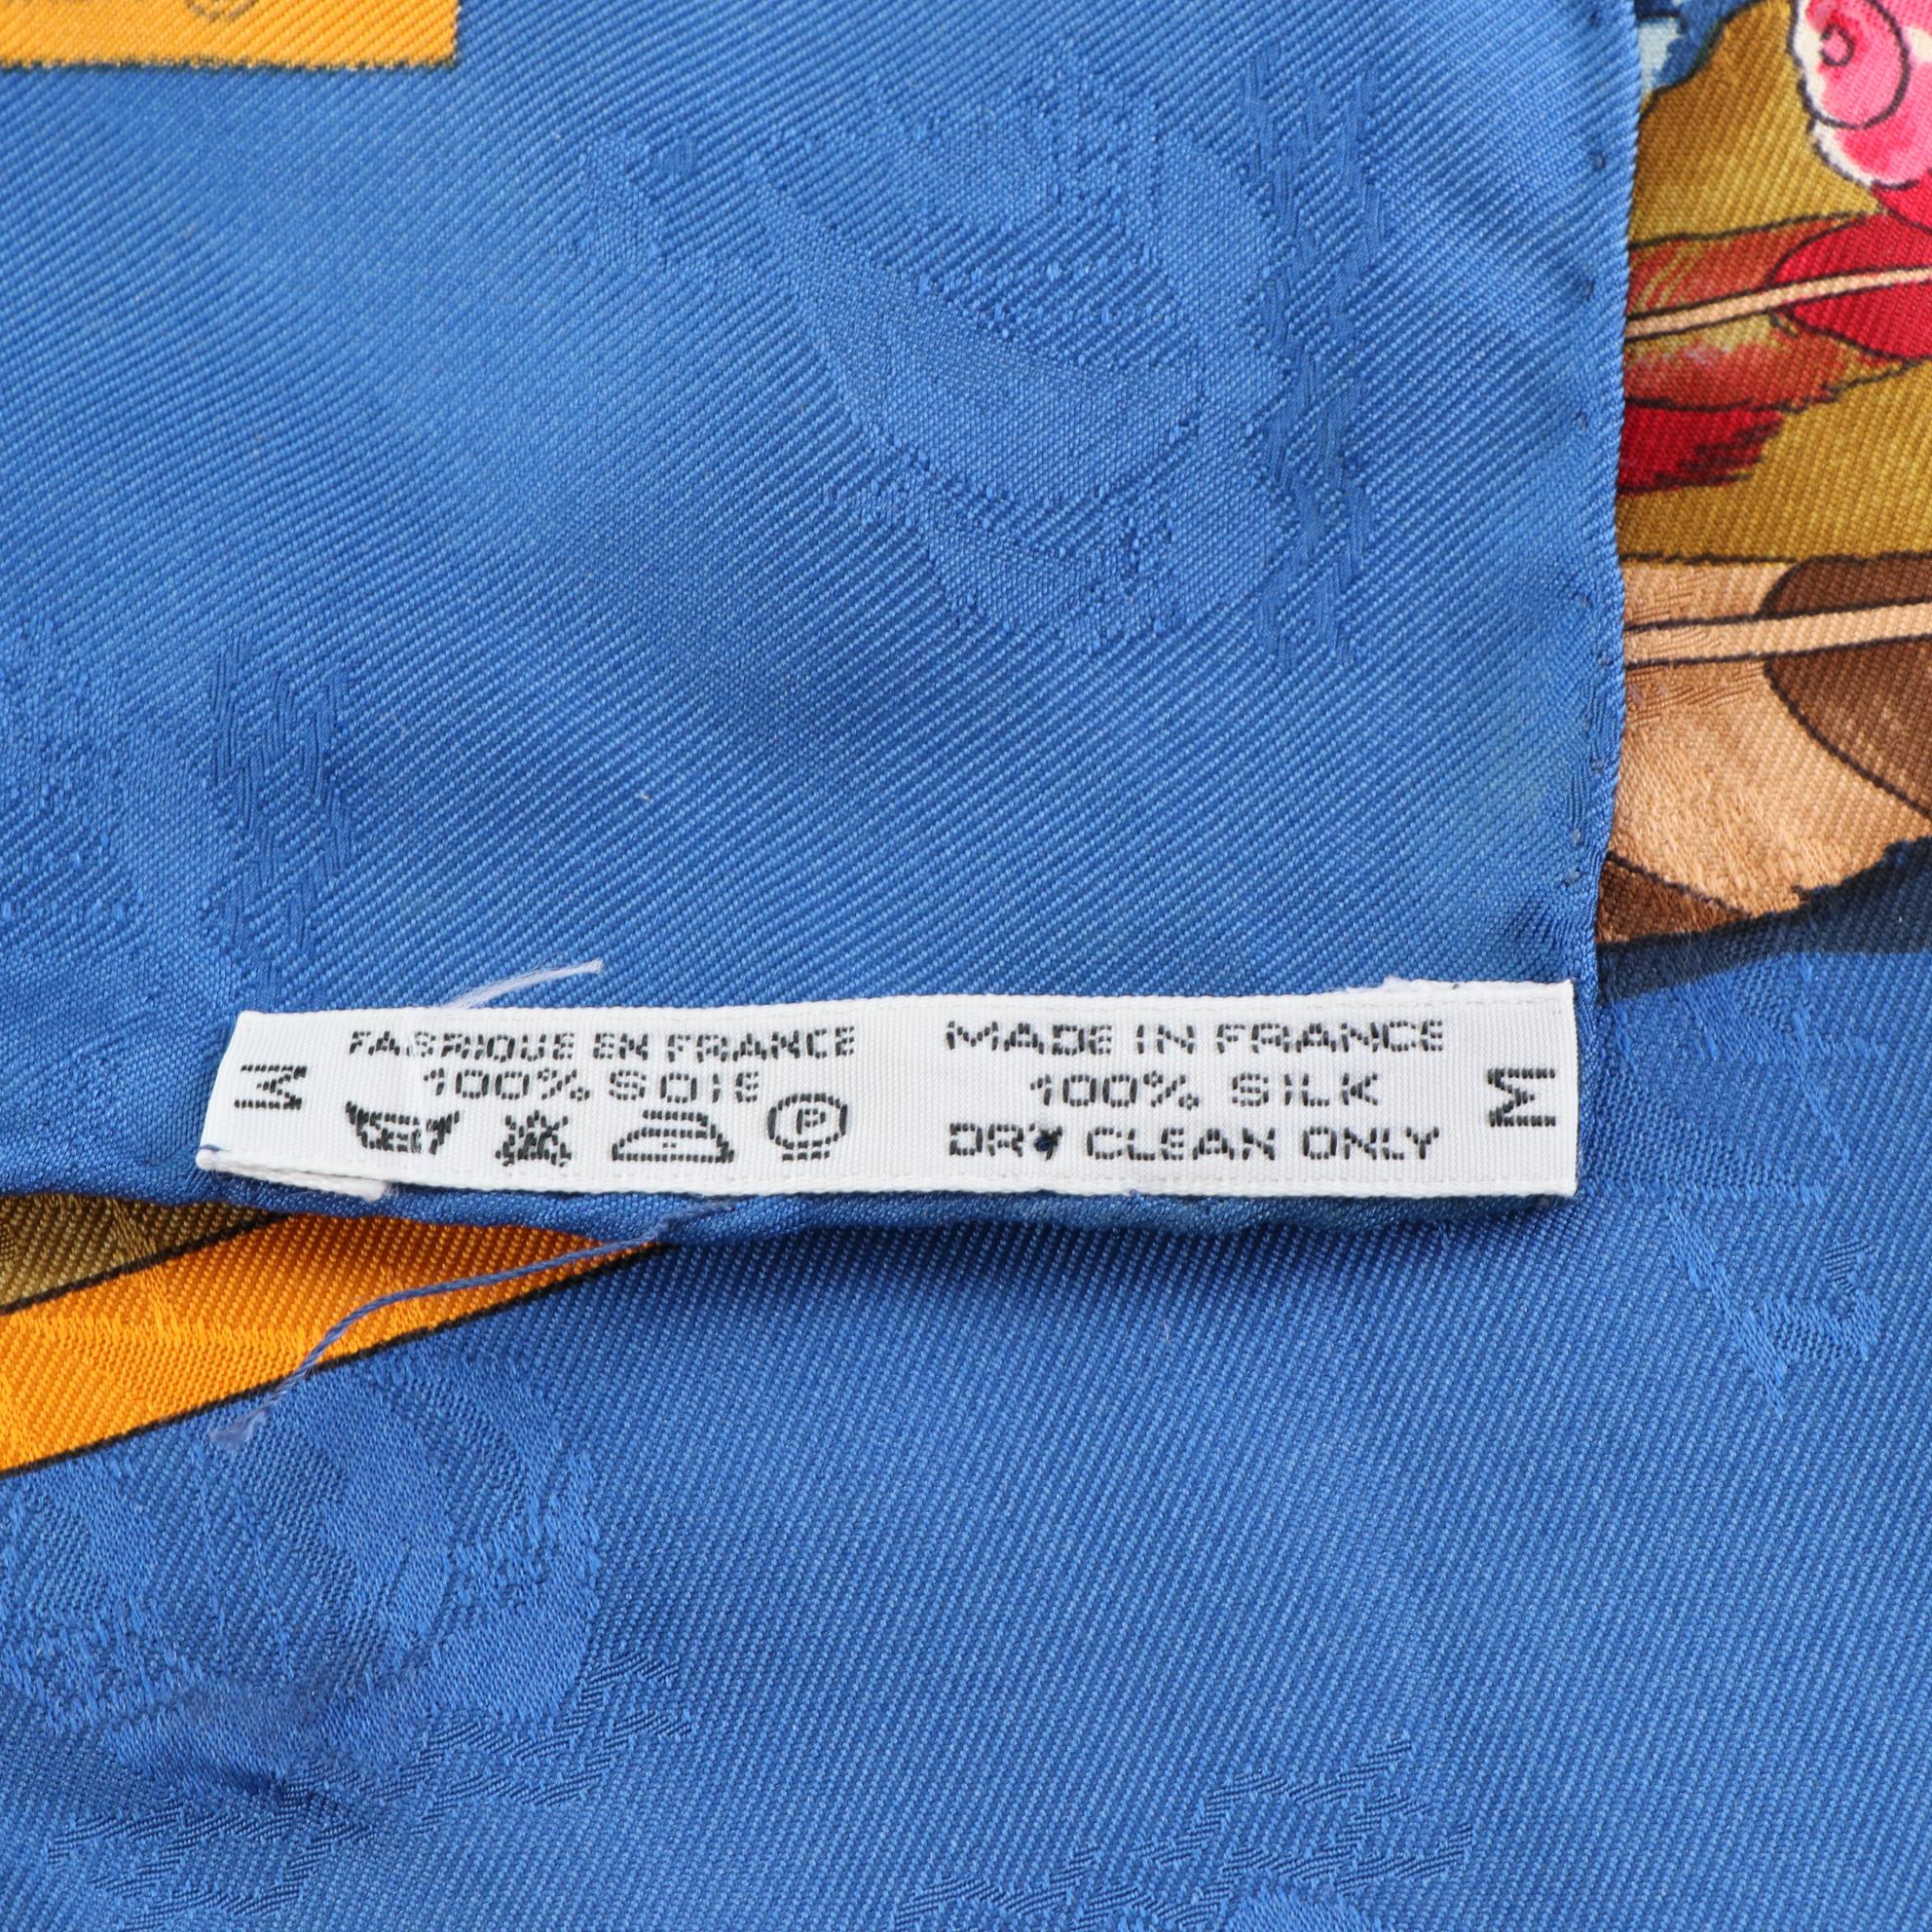 FABRIQUE EN FRANCE
100% SOIE
P
MADE IN FRANCE
100% SILK
DRY CLEAN ONLY
M
M